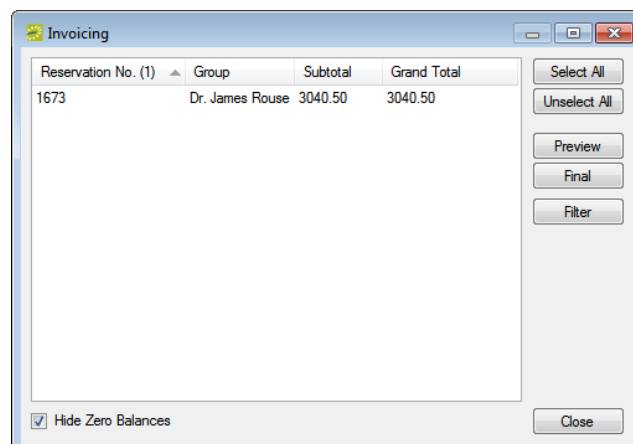 Invoicing
Reservation No. (1) Group Subtotal Grand Total
1673 Dr. James Rouse 3040.50 3040.50
Select All
Unselect All
Preview
Final
Filter
Hide Zero Balances
Close